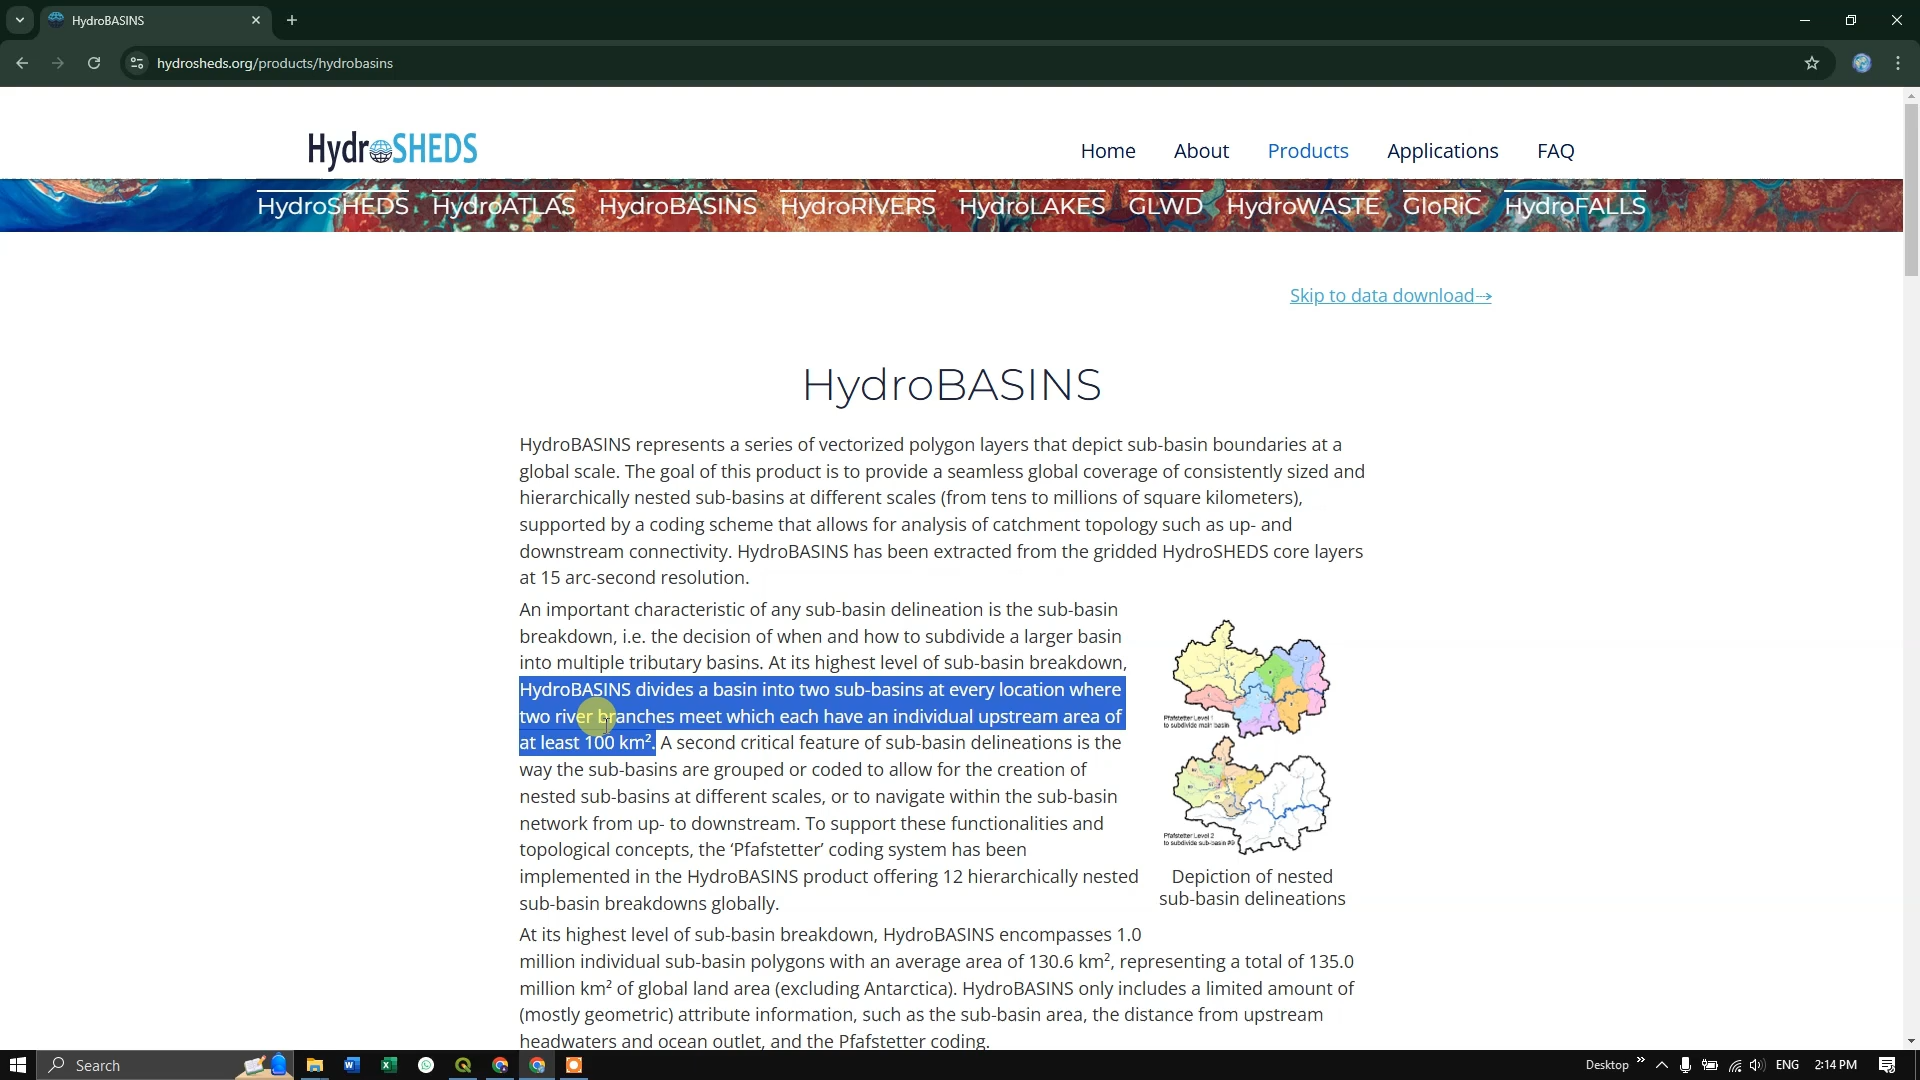 HydroBASINS
hydrosheds.org/products/hydrobasins
HydroSHEDS
Home About Products Applications FAQ
HydroSHEDS HydroATLAS HydroBASINS HydroRIVERS HydroLAKES GLWD HydroWASTE GloRiC HydroFALLS
Skip to data download→
HydroBASINS
HydroBASINS represents a series of vectorized polygon layers that depict sub-basin boundaries at a
global scale. The goal of this product is to provide a seamless global coverage of consistently sized and
hierarchically nested sub-basins at different scales (from tens to millions of square kilometers),
supported by a coding scheme that allows for analysis of catchment topology such as up- and
downstream connectivity. HydroBASINS has been extracted from the gridded HydroSHEDS core layers
at 15 arc-second resolution.
An important characteristic of any sub-basin delineation is the sub-basin
breakdown, i.e. the decision of when and how to subdivide a larger basin
into multiple tributary basins. At its highest level of sub-basin breakdown,
HydroBASINS divides a basin into two sub-basins at every location where
two river branches meet which each have an individual upstream area of
at least 100 km². A second critical feature of sub-basin delineations is the
way the sub-basins are grouped or coded to allow for the creation of
nested sub-basins at different scales, or to navigate within the sub-basin
network from up- to downstream. To support these functionalities and
topological concepts, the ‘Pfafstetter’ coding system has been
implemented in the HydroBASINS product offering 12 hierarchically nested
sub-basin breakdowns globally.
Pfafstetter Level 1
to subdivide main basin
Pfafstetter Level 2
to subdivide sub-basin #9
Depiction of nested
sub-basin delineations
At its highest level of sub-basin breakdown, HydroBASINS encompasses 1.0
million individual sub-basin polygons with an average area of 130.6 km², representing a total of 135.0
million km² of global land area (excluding Antarctica). HydroBASINS only includes a limited amount of
(mostly geometric) attribute information, such as the sub-basin area, the distance from upstream
headwaters and ocean outlet, and the Pfafstetter coding.
Search
Desktop
ENG
2:14 PM